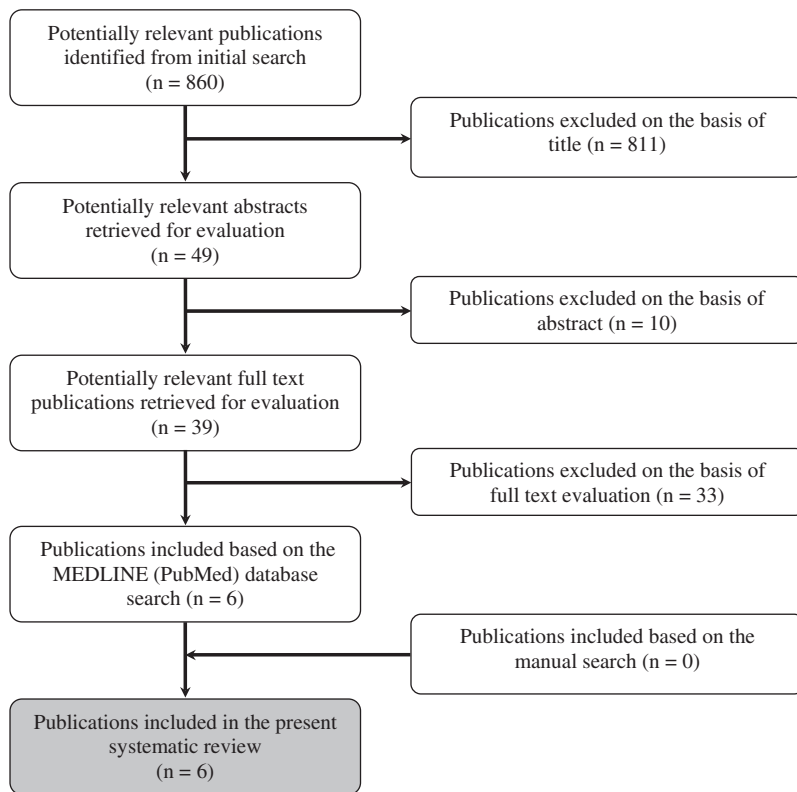 Potentially relevant publications
identified from initial search
(n = 860)
Publications excluded on the basis of
title (n = 811)
Potentially relevant abstracts
retrieved for evaluation
(n = 49)
Publications excluded on the basis of
abstract (n = 10)
Potentially relevant full text
publications retrieved for evaluation
(n = 39)
Publications excluded on the basis of
full text evaluation (n = 33)
Publications included based on the
MEDLINE (PubMed) database
search (n = 6)
Publications included based on the
manual search (n = 0)
Publications included in the present
systematic review
(n = 6)